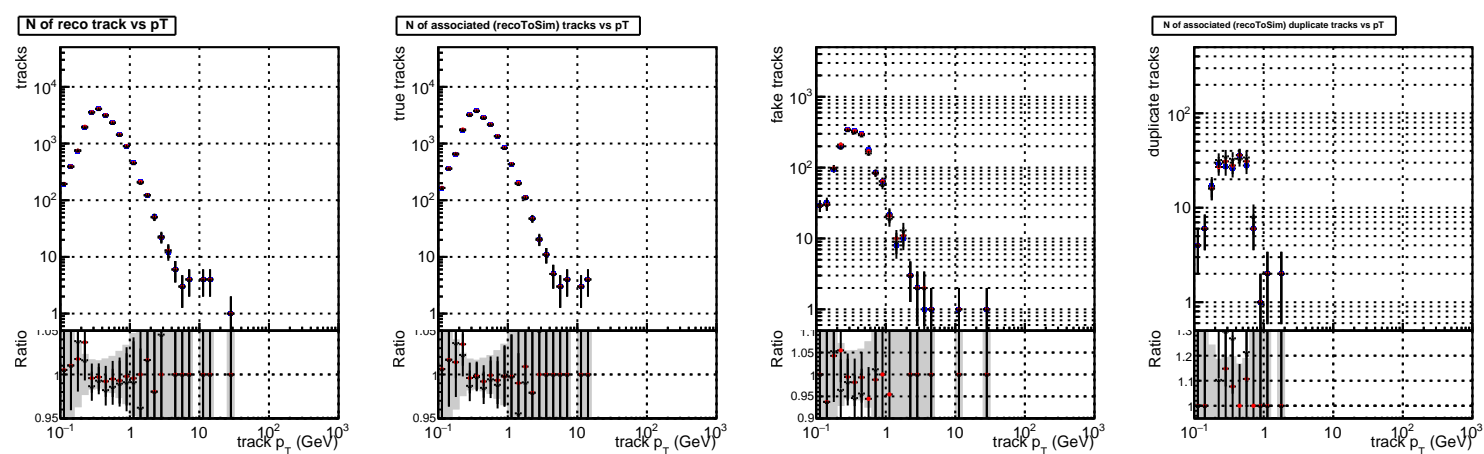 N of reco track vs pT
tracks
10^4
10^3
10^2
10
1
Ratio
1.05
1
0.95
10^-1 1 10 10^2 10^3
track p_T (GeV)
N of associated (recoToSim) tracks vs pT
true tracks
10^4
10^3
10^2
10
1
Ratio
1.05
1
0.95
10^-1 1 10 10^2 10^3
track p_T (GeV)
fake tracks
10^3
10^2
10
1
Ratio
1.1
1.05
1
0.95
0.9
10^-1 1 10 10^2 10^3
track p_T (GeV)
N of associated (recoToSim) duplicate tracks vs pT
duplicate tracks
10^2
10
1
Ratio
1.3
1.2
1.1
1
10^-1 1 10 10^2 10^3
track p_T (GeV)